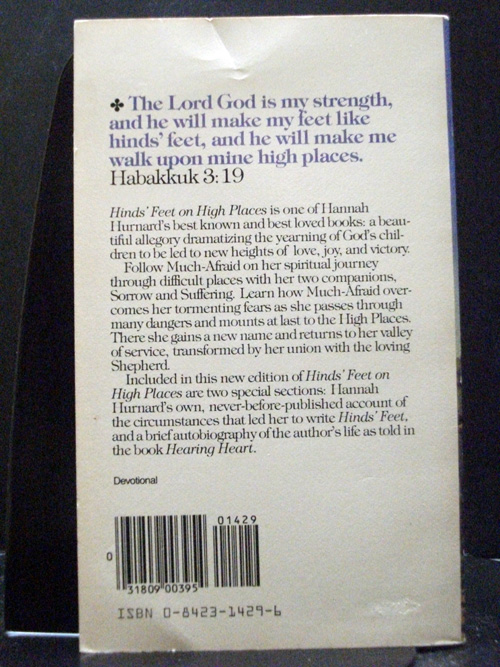 ✤ The Lord God is my strength,
and he will make my feet like
hinds' feet, and he will make me
walk upon mine high places.
Habakkuk 3:19
Hinds' Feet on High Places is one of Hannah
Hurnard's best known and best loved books: a beau-
tiful allegory dramatizing the yearning of God's chil-
dren to be led to new heights of love, joy, and victory.
Follow Much-Afraid on her spiritual journey
through difficult places with her two companions,
Sorrow and Suffering. Learn how Much-Afraid over-
comes her tormenting fears as she passes through
many dangers and mounts at last to the High Places.
There she gains a new name and returns to her valley
of service, transformed by her union with the loving
Shepherd.
Included in this new edition of Hinds' Feet on
High Places are two special sections: Hannah
Hurnard's own, never-before-published account of
the circumstances that led her to write Hinds' Feet,
and a brief autobiography of the author's life as told in
the book Hearing Heart.
Devotional
01429
0
31809 00395
ISBN 0-8423-1429-6